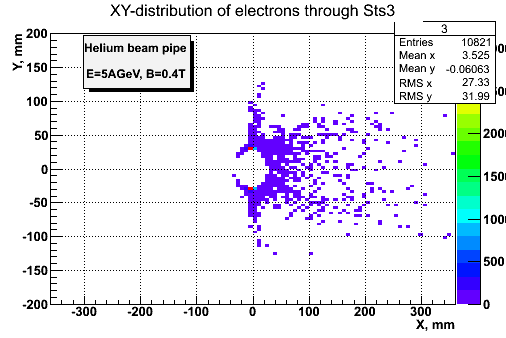 XY-distribution of electrons through Sts3
Y, mm
200
150
100
50
0
-50
-100
-150
-200
Helium beam pipe
E=5AGeV, B=0.4T
3
Entries 10821
Mean x 3.525
Mean y -0.06063
RMS x 27.33
RMS y 31.99
2000
1500
1000
500
0
-300 -200 -100 0 100 200 300
X, mm